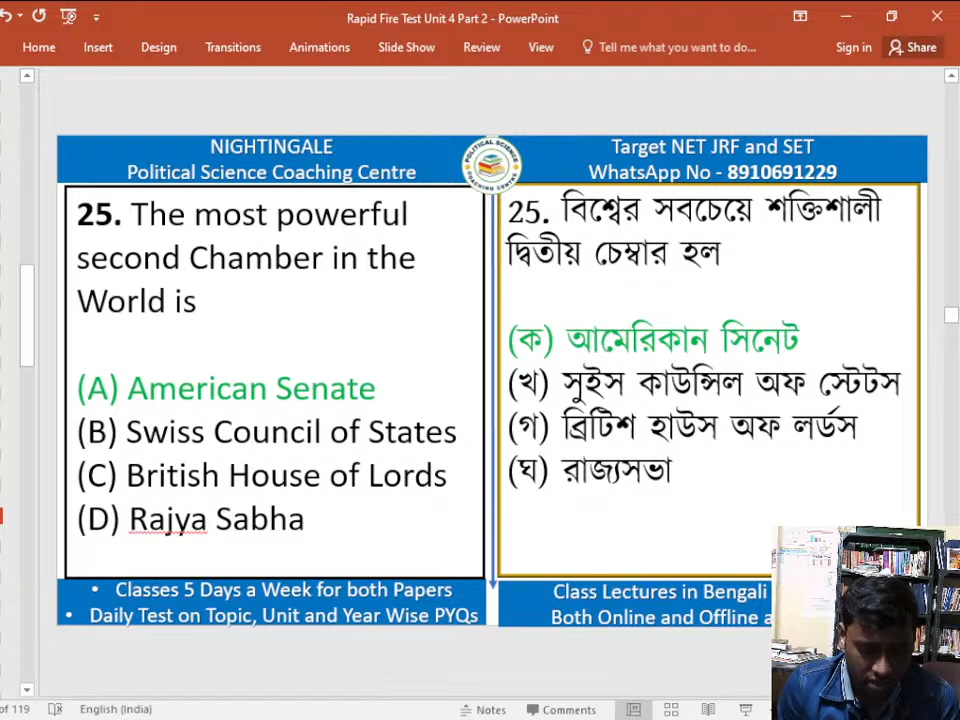 Rapid Fire Test Unit 4 Part 2 - PowerPoint
Home Insert Design Transitions Animations Slide Show Review View Tell me what you want to do... Sign in Share
NIGHTINGALE
Political Science Coaching Centre
POLITICAL SCIENCE COACHING CENTRE
Target NET JRF and SET
WhatsApp No - 8910691229
25. The most powerful
second Chamber in the
World is
(A) American Senate
(B) Swiss Council of States
(C) British House of Lords
(D) Rajya Sabha
25. বিশ্বের সবচেয়ে শক্তিশালী
দ্বিতীয় চেম্বার হল
(ক) আমেরিকান সিনেট
(খ) সুইস কাউন্সিল অফ স্টেটস
(গ) ব্রিটিশ হাউস অফ লর্ডস
(ঘ) রাজ্যসভা
• Classes 5 Days a Week for both Papers
• Daily Test on Topic, Unit and Year Wise PYQs
Class Lectures in Bengali
Both Online and Offline a
of 119 English (India) Notes Comments